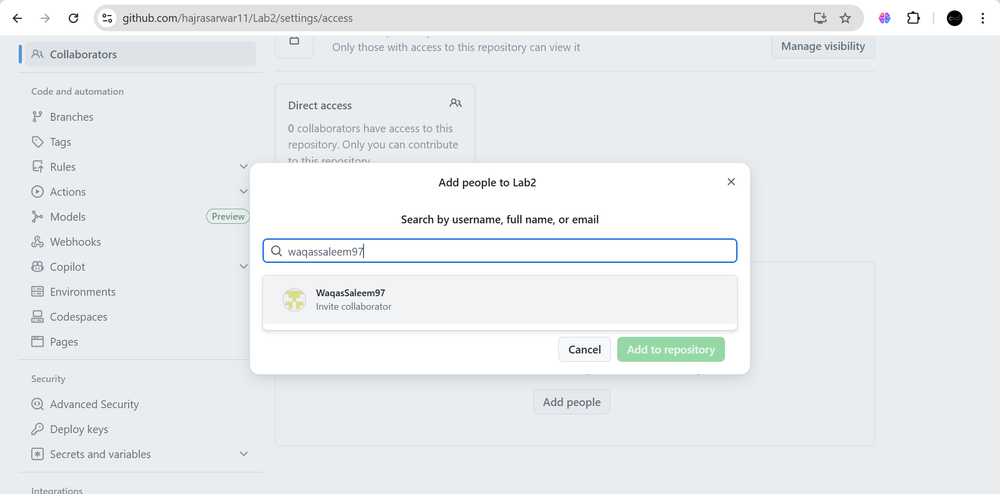 github.com/hajrasarwar11/Lab2/settings/access
Collaborators
Code and automation
Branches
Tags
Rules
Actions
Models
Preview
Webhooks
Copilot
Environments
Codespaces
Pages
Security
Advanced Security
Deploy keys
Secrets and variables
Integrations
Only those with access to this repository can view it
Manage visibility
Direct access
0 collaborators have access to this
repository. Only you can contribute
to this repository.
Add people to Lab2
Search by username, full name, or email
waqassaleem97
WaqasSaleem97
Invite collaborator
Cancel
Add to repository
Add people